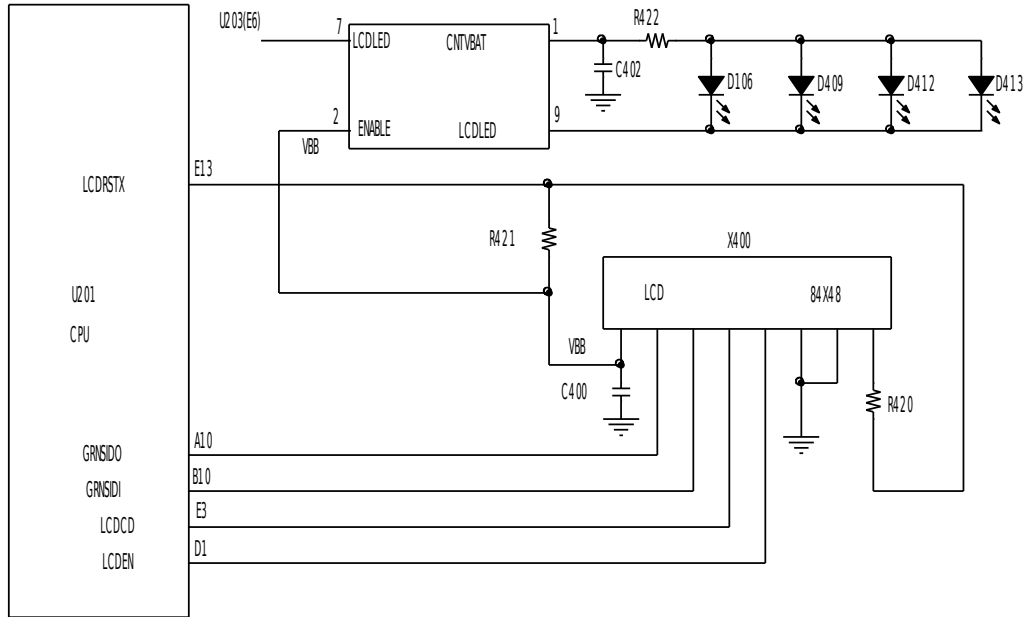 U203(E6)
7
LCDLED
CNTVBAT
1
R422
C402
D106
D409
D412
D413
2
ENABLE
LCDLED
9
VBB
E13
LCDRSTX
R421
X400
LCD
84X48
U201
CPU
VBB
C400
R420
A10
GRNSIDO
B10
GRNSIDI
E3
LCDCD
D1
LCDEN